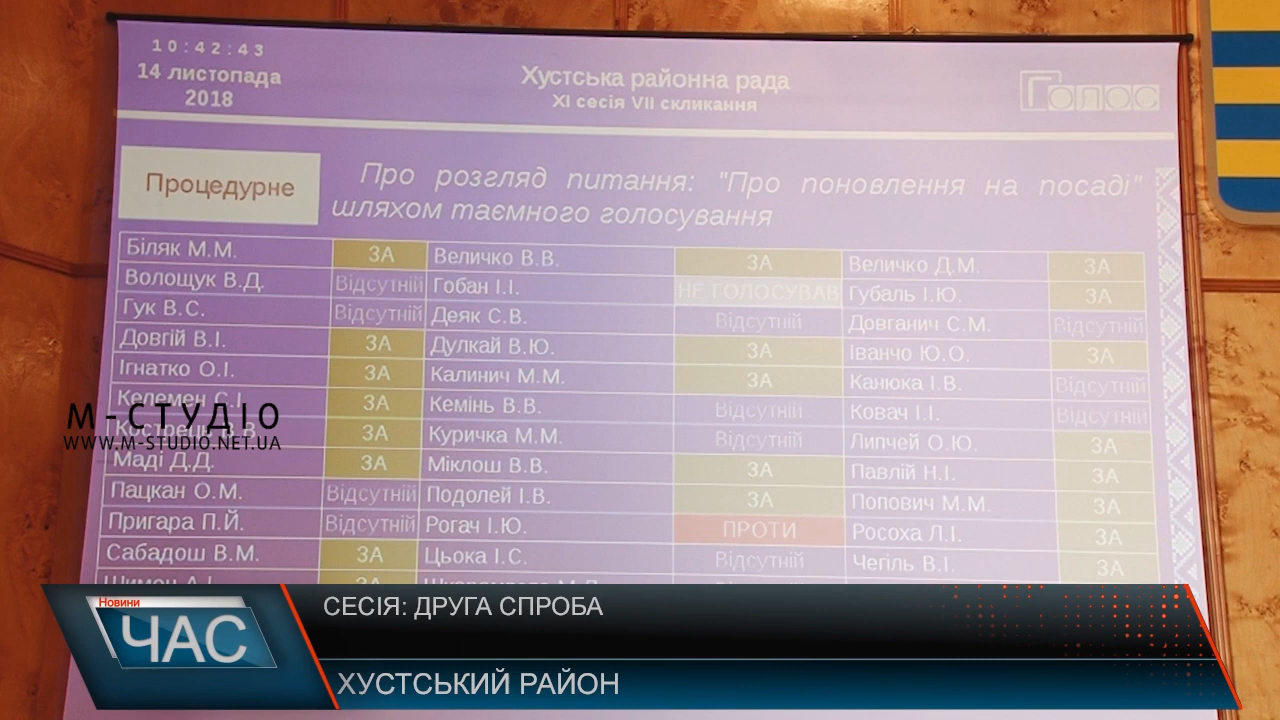 10:42:43
14 листопада
2018
Хустська районна рада
XI сесія VII скликання
Голос
Процедурне
Про розгляд питання: "Про поновлення на посаді"
шляхом таємного голосування
Біляк М.М. ЗА Величко В.В. ЗА Величко Д.М. ЗА
Волощук В.Д. Відсутній Гобан І.І. НЕ ГОЛОСУВАВ Губаль І.Ю. ЗА
Гук В.С. Відсутній Деяк С.В. Відсутній Довганич С.М. Відсутній
Довгій В.І. ЗА Дулкай В.Ю. ЗА Іванчо Ю.О. ЗА
Ігнатко О.І. ЗА Калинич М.М. ЗА Канюка І.В. Відсутній
Келемен С.І. ЗА Кемінь В.В. Відсутній Ковач І.І. Відсутній
ЗА Куричка М.М. Відсутній Липчей О.Ю. ЗА
Маді Д.Д. ЗА Міклош В.В. ЗА Павлій Н.І. ЗА
Пацкан О.М. Відсутній Подолей І.В. ЗА Попович М.М. ЗА
Пригара П.Й. Відсутній Рогач І.Ю. ПРОТИ Росоха Л.І. ЗА
Сабадош В.М. ЗА Цьока І.С. Відсутній Чегіль В.І. ЗА
М-СТУДІО
WWW.M-STUDIO.NET.UA
Новини
ЧАС
СЕСІЯ: ДРУГА СПРОБА
ХУСТСЬКИЙ РАЙОН